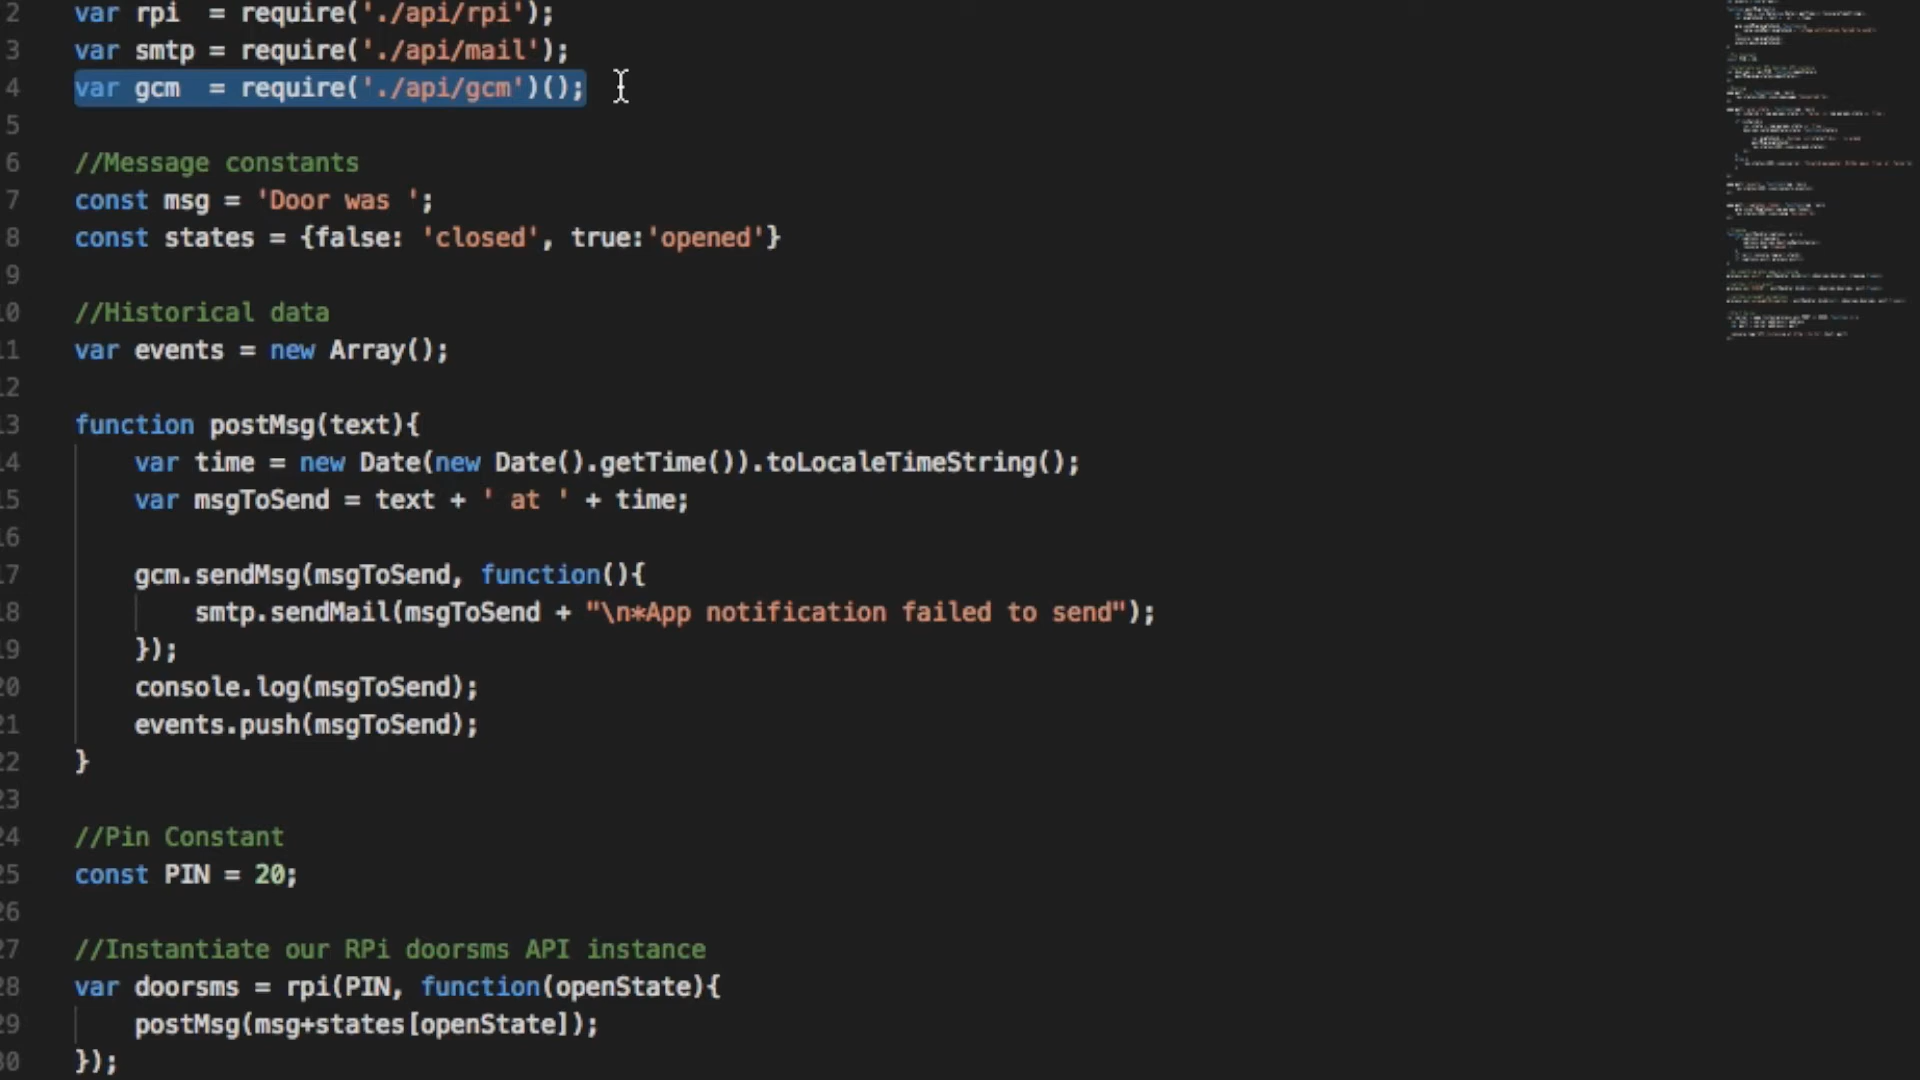 2 var rpi  = require('./api/rpi');
3 var smtp = require('./api/mail');
4 var gcm  = require('./api/gcm')();
5
6 //Message constants
7 const msg = 'Door was ';
8 const states = {false: 'closed', true:'opened'}
9
10 //Historical data
11 var events = new Array();
12
13 function postMsg(text){
14     var time = new Date(new Date().getTime()).toLocaleTimeString();
15     var msgToSend = text + ' at ' + time;
16
17     gcm.sendMsg(msgToSend, function(){
18         smtp.sendMail(msgToSend + "\n*App notification failed to send");
19     });
20     console.log(msgToSend);
21     events.push(msgToSend);
22 }
23
24 //Pin Constant
25 const PIN = 20;
26
27 //Instantiate our RPi doorsms API instance
28 var doorsms = rpi(PIN, function(openState){
29     postMsg(msg+states[openState]);
30 });